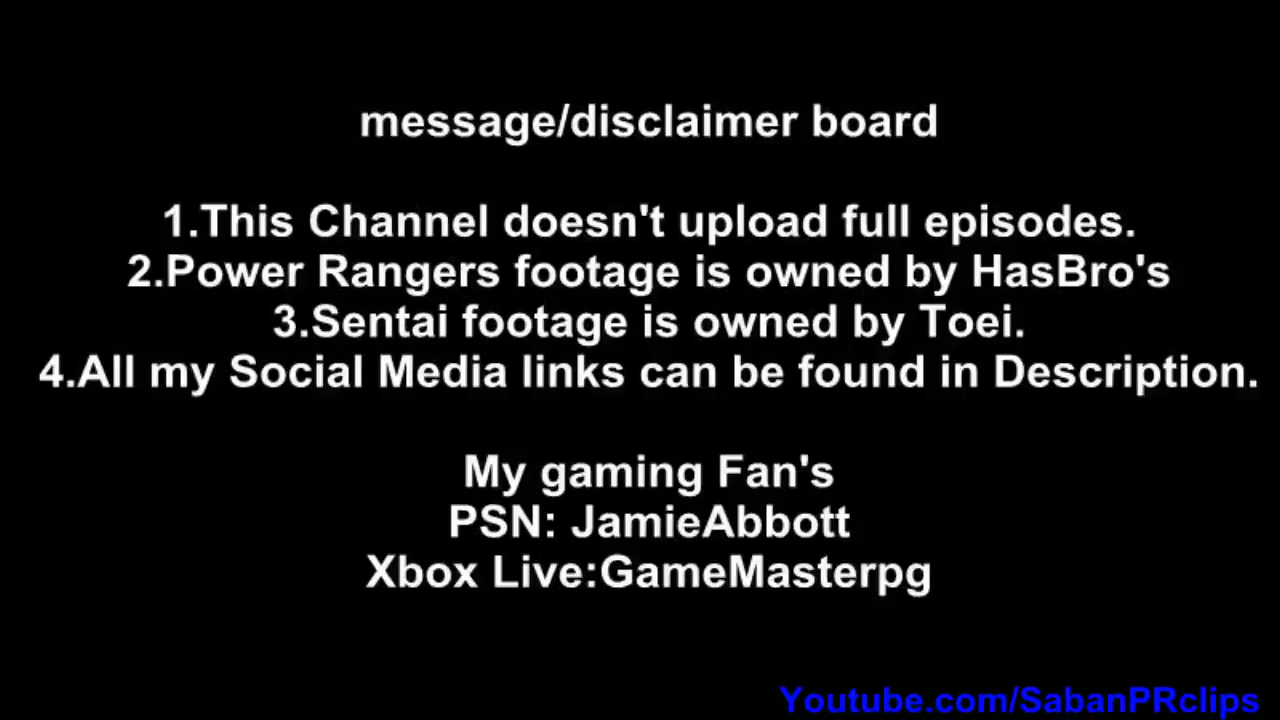 message/disclaimer board
1.This Channel doesn't upload full episodes.
2.Power Rangers footage is owned by HasBro's
3.Sentai footage is owned by Toei.
4.All my Social Media links can be found in Description.
My gaming Fan's
PSN: JamieAbbott
Xbox Live:GameMasterpg
Youtube.com/SabanPRclips